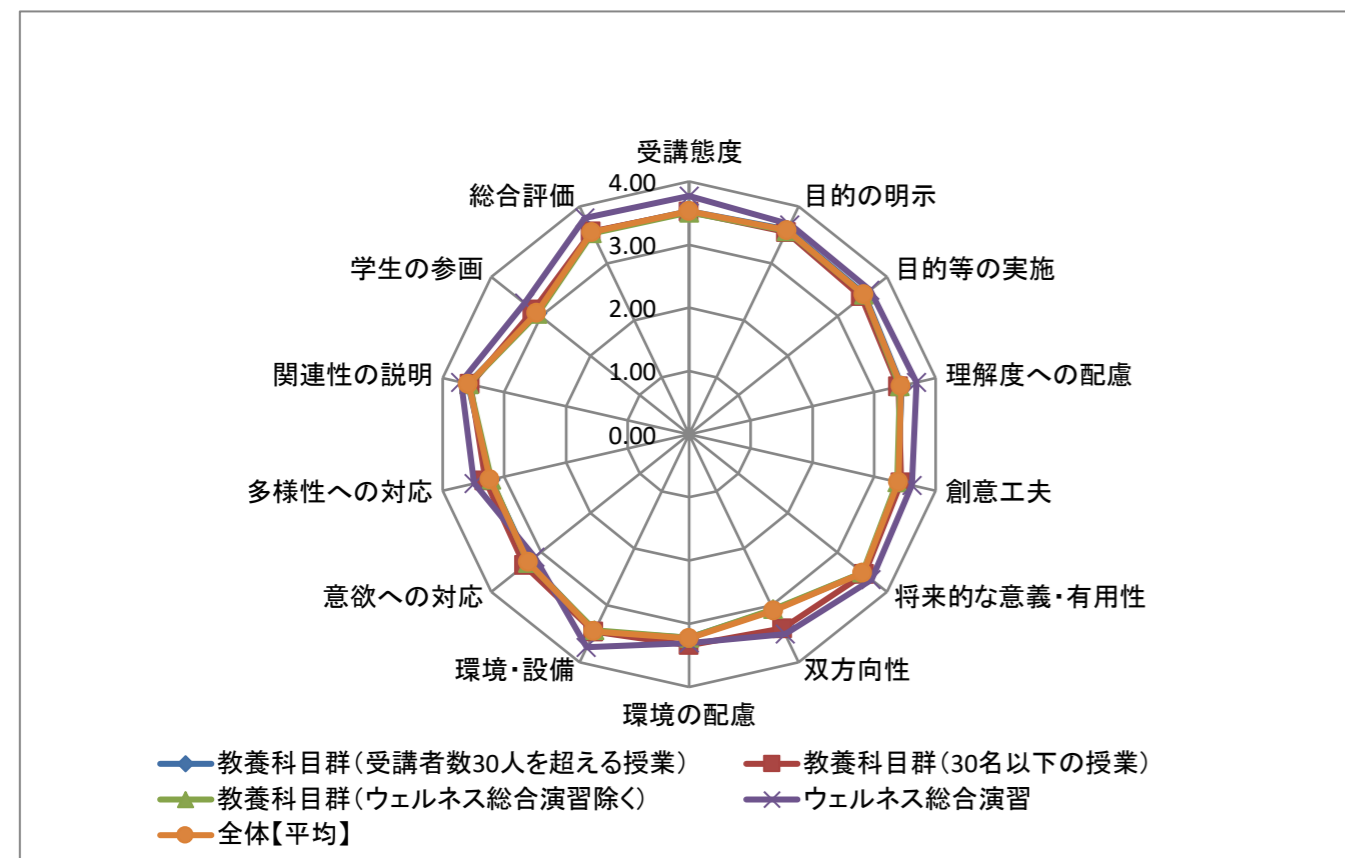 受講態度
4.00
総合評価
目的の明示
3.00
学生の参画
目的等の実施
2.00
関連性の説明
1.00
理解度への配慮
0.00
多様性への対応
創意工夫
意欲への対応
将来的な意義・有用性
環境・設備
双方向性
環境の配慮
教養科目群(受講者数30人を超える授業)
教養科目群(30名以下の授業)
教養科目群(ウェルネス総合演習除く)
ウェルネス総合演習
全体【平均】